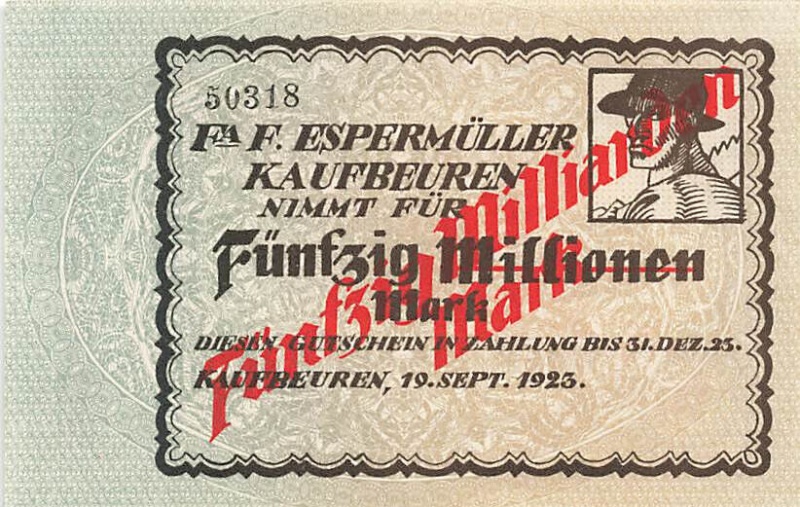 50318
FA F. ESPERMÜLLER
KAUFBEUREN
NIMMT FÜR
Fünfzig Millionen
Mark
DIESEN GUTSCHEIN IN ZAHLUNG BIS 31. DEZ. 23.
KAUFBEUREN, 19. SEPT. 1923.
Fünfzig Milliarden
Mark